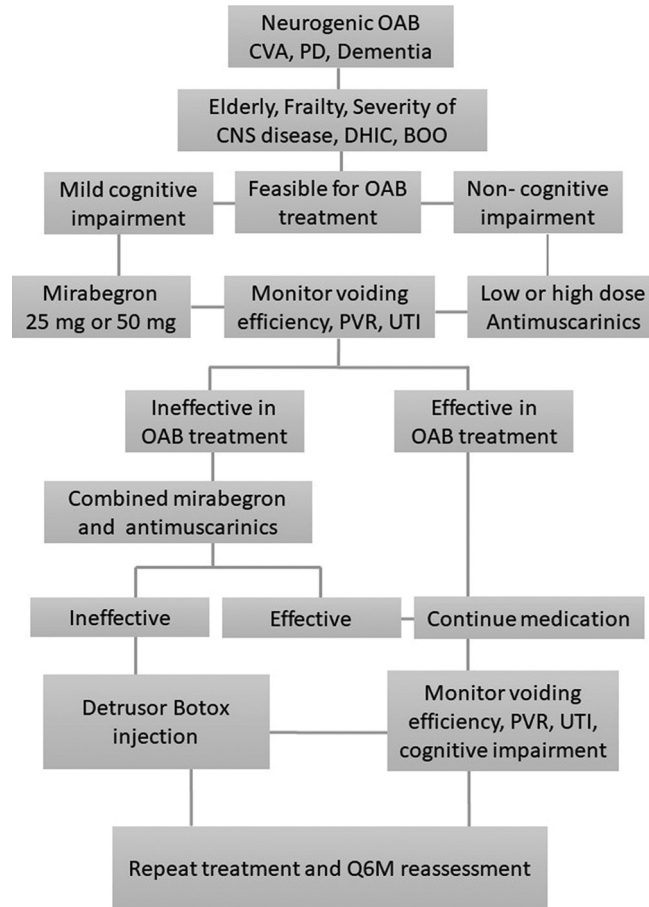 Neurogenic OAB
CVA, PD, Dementia
Elderly, Frailty, Severity of
CNS disease, DHIC, BOO
Mild cognitive
impairment
Feasible for OAB
treatment
Non- cognitive
impairment
Mirabegron
25 mg or 50 mg
Monitor voiding
efficiency, PVR, UTI
Low or high dose
Antimuscarinics
Ineffective in
OAB treatment
Effective in
OAB treatment
Combined mirabegron
and antimuscarinics
Ineffective
Effective
Continue medication
Detrusor Botox
injection
Monitor voiding
efficiency, PVR, UTI,
cognitive impairment
Repeat treatment and Q6M reassessment